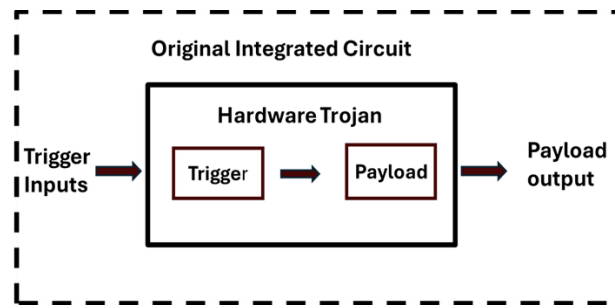 Original Integrated Circuit
Hardware Trojan
Trigger
Inputs
Trigger
Payload
Payload
output